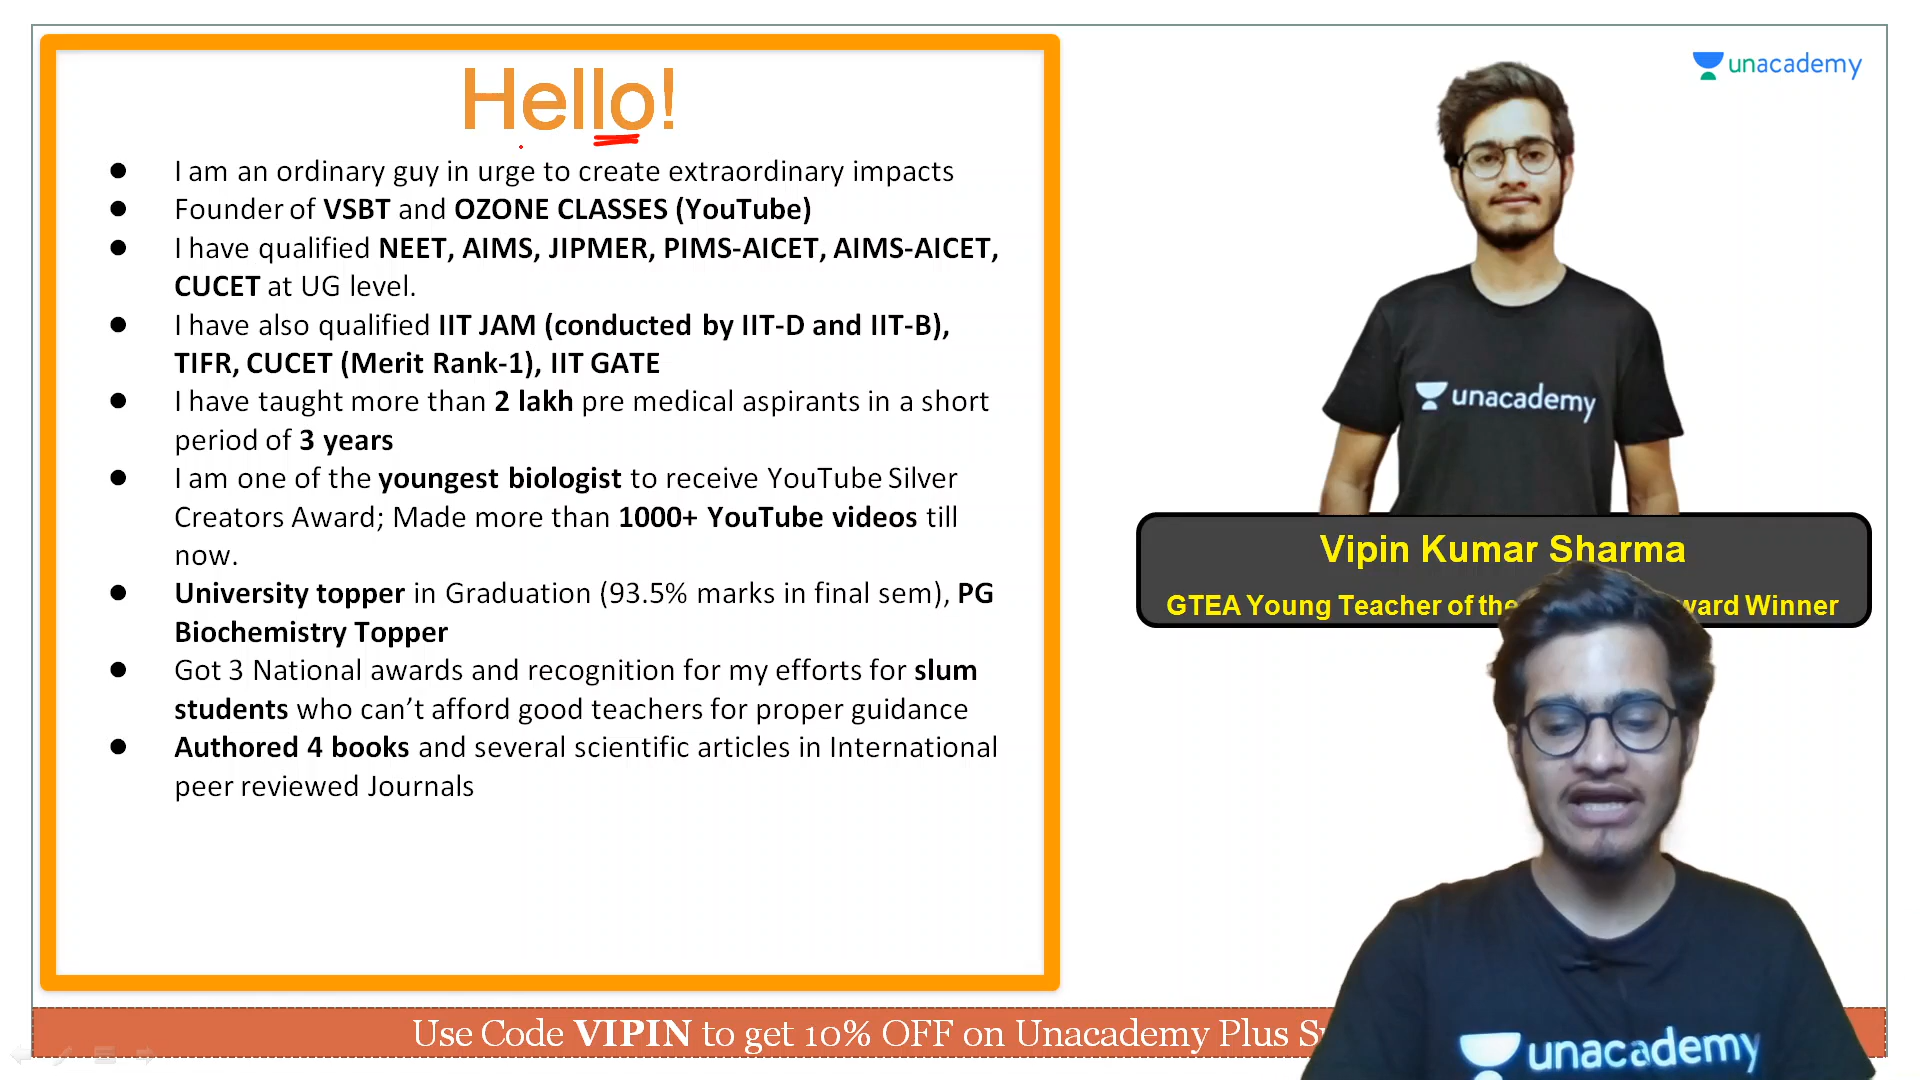 Hello!
unacademy
I am an ordinary guy in urge to create extraordinary impacts
Founder of VSBT and OZONE CLASSES (YouTube)
I have qualified NEET, AIMS, JIPMER, PIMS-AICET, AIMS-AICET,
CUCET at UG level.
I have also qualified IIT JAM (conducted by IIT-D and IIT-B),
TIFR, CUCET (Merit Rank-1), IIT GATE
I have taught more than 2 lakh pre medical aspirants in a short
period of 3 years
I am one of the youngest biologist to receive YouTube Silver
Creators Award; Made more than 1000+ YouTube videos till
now.
University topper in Graduation (93.5% marks in final sem), PG
Biochemistry Topper
Got 3 National awards and recognition for my efforts for slum
students who can’t afford good teachers for proper guidance
Authored 4 books and several scientific articles in International
peer reviewed Journals
unacademy
Vipin Kumar Sharma
GTEA Young Teacher of the Winner
Use Code VIPIN to get 10% OFF on Unacademy Plus
unacademy